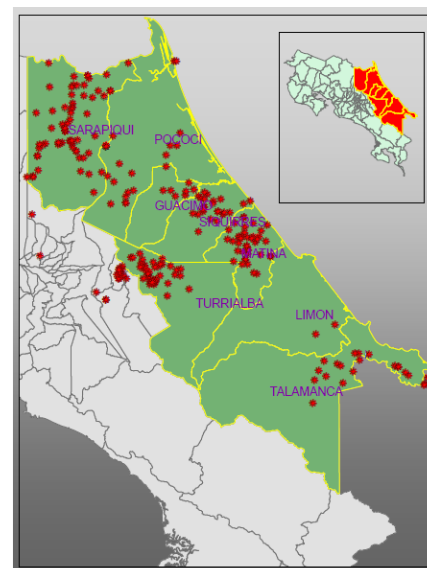 SARAPIQUI
POCOCI
GUACIMO
SIQUIRRES
MATINA
TURRIALBA
LIMON
TALAMANCA